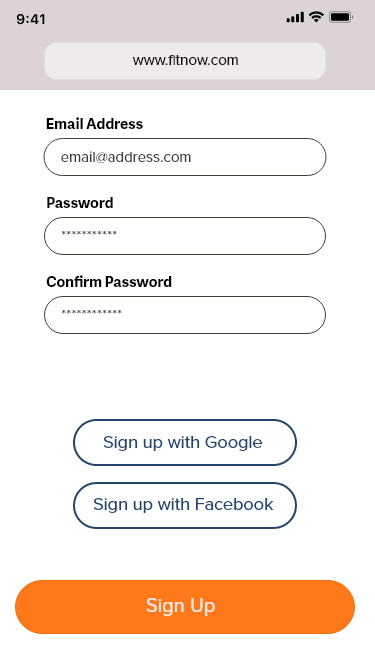 9:41
www.fitnow.com
Email Address
email@address.com
Password
***********
Confirm Password
************
Sign up with Google
Sign up with Facebook
Sign Up